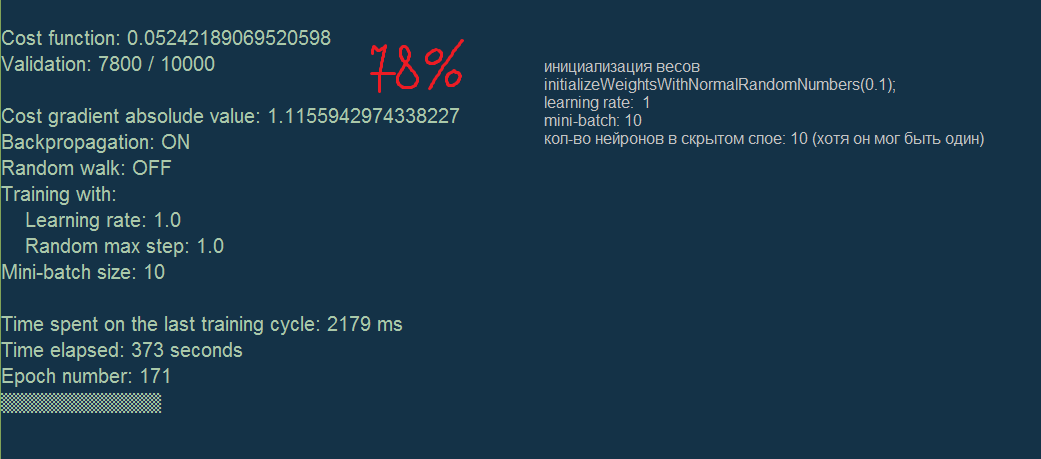 Cost function: 0.05242189069520598
Validation: 7800 / 10000
78%
Cost gradient absolude value: 1.1155942974338227
Backpropagation: ON
Random walk: OFF
Training with:
Learning rate: 1.0
Random max step: 1.0
Mini-batch size: 10
Time spent on the last training cycle: 2179 ms
Time elapsed: 373 seconds
Epoch number: 171
инициализация весов
initializeWeightsWithNormalRandomNumbers(0.1);
learning rate:  1
mini-batch: 10
кол-во нейронов в скрытом слое: 10 (хотя он мог быть один)